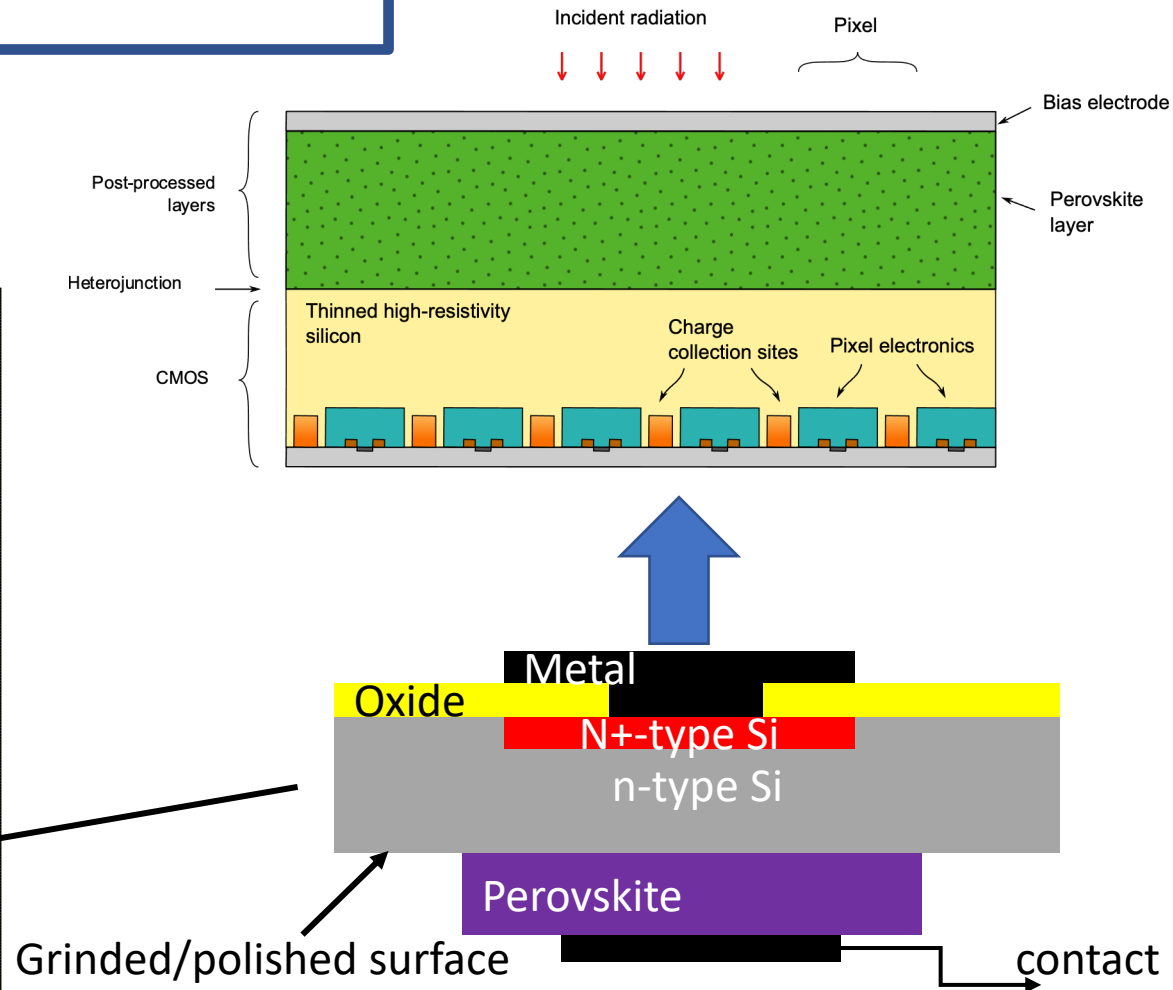 Incident radiation
Pixel
Bias electrode
Post-processed
layers
Perovskite
layer
Heterojunction
Thinned high-resistivity
silicon
Charge
collection sites
Pixel electronics
CMOS
Metal
Oxide
N+-type Si
n-type Si
Perovskite
Grinded/polished surface
contact